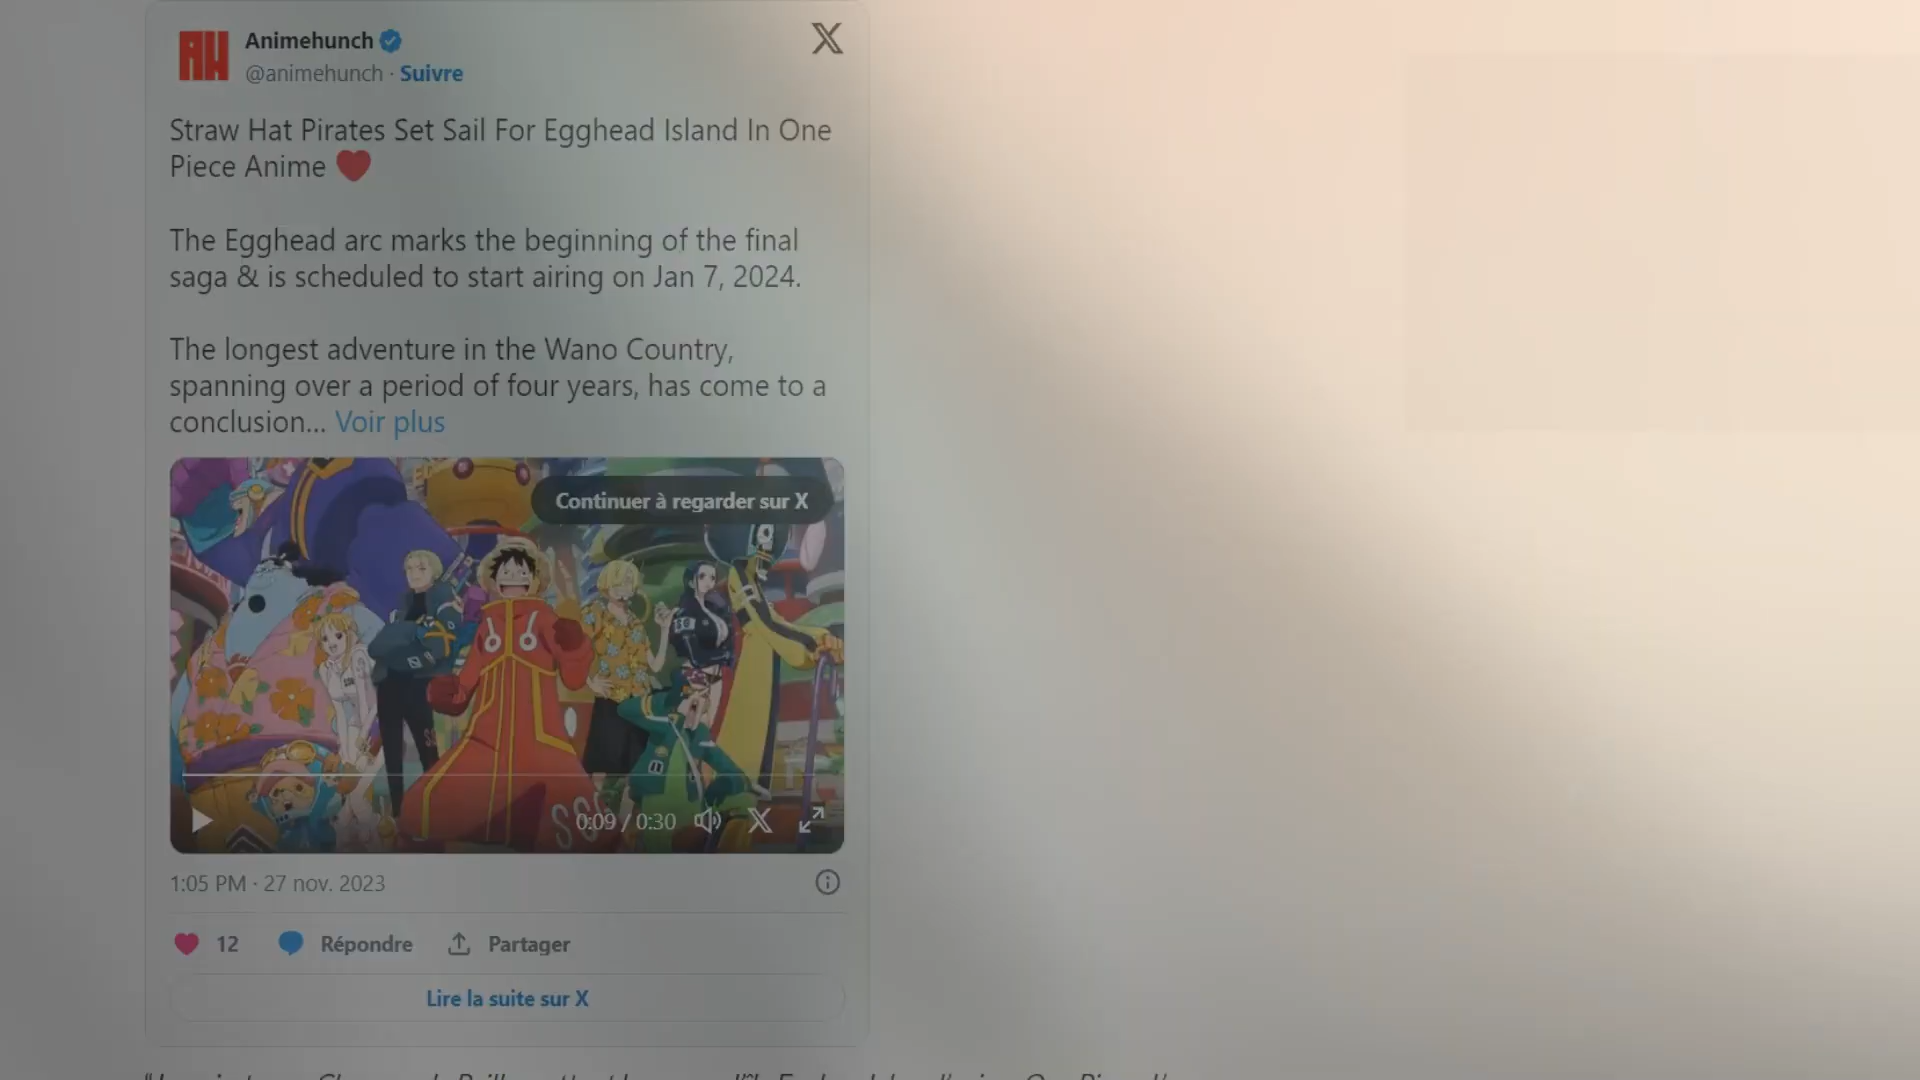 Animehunch
@animehunch · Suivre
Straw Hat Pirates Set Sail For Egghead Island In One
Piece Anime ❤️
The Egghead arc marks the beginning of the final
saga & is scheduled to start airing on Jan 7, 2024.
The longest adventure in the Wano Country,
spanning over a period of four years, has come to a
conclusion... Voir plus
Continuer à regarder sur X
0:09 / 0:30
1:05 PM · 27 nov. 2023
12 Répondre Partager
Lire la suite sur X